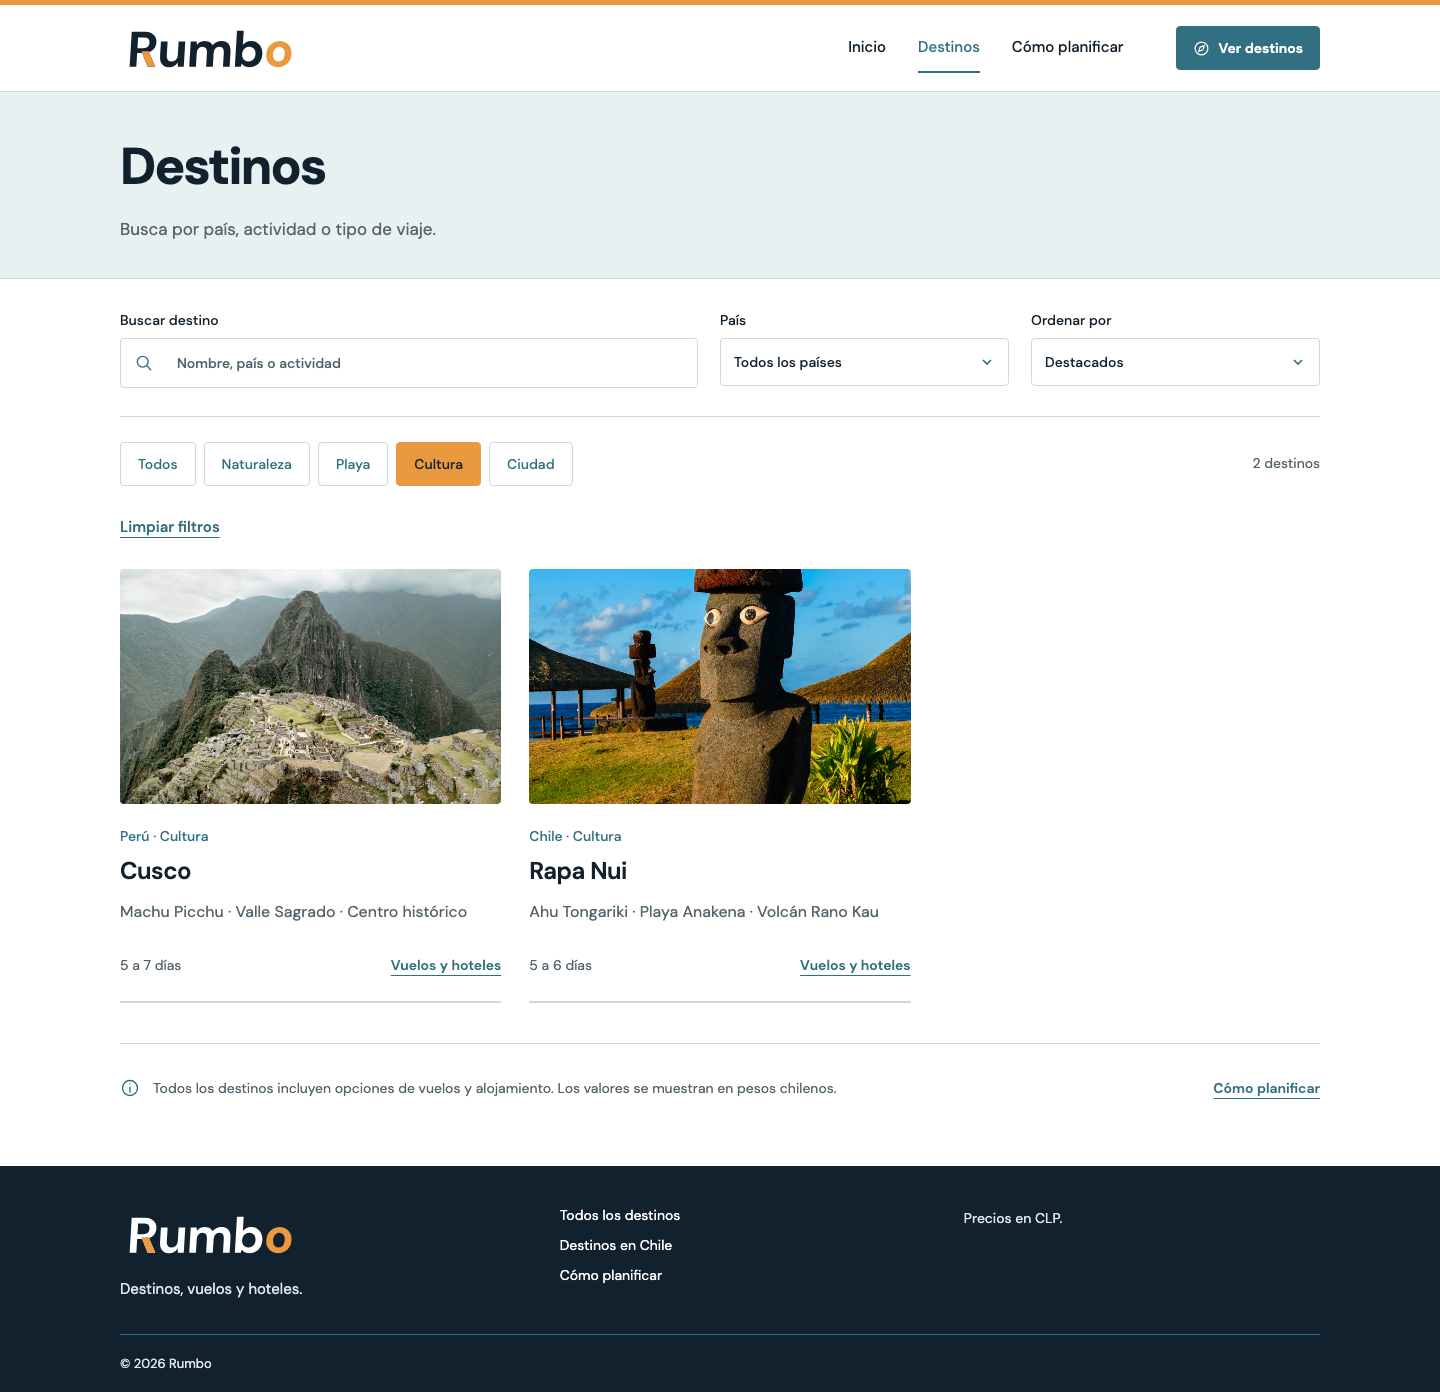 Rumbo
Inicio
Destinos
Cómo planificar
Ver destinos
Destinos
Busca por país, actividad o tipo de viaje.
Buscar destino
País
Ordenar por
Nombre, país o actividad
Todos los países
Destacados
Todos
Naturaleza
Playa
Cultura
Ciudad
2 destinos
Limpiar filtros
Perú · Cultura
Cusco
Machu Picchu · Valle Sagrado · Centro histórico
5 a 7 días
Vuelos y hoteles
Chile · Cultura
Rapa Nui
Ahu Tongariki · Playa Anakena · Volcán Rano Kau
5 a 6 días
Vuelos y hoteles
Todos los destinos incluyen opciones de vuelos y alojamiento. Los valores se muestran en pesos chilenos.
Cómo planificar
Rumbo
Destinos, vuelos y hoteles.
Todos los destinos
Destinos en Chile
Cómo planificar
Precios en CLP.
© 2026 Rumbo